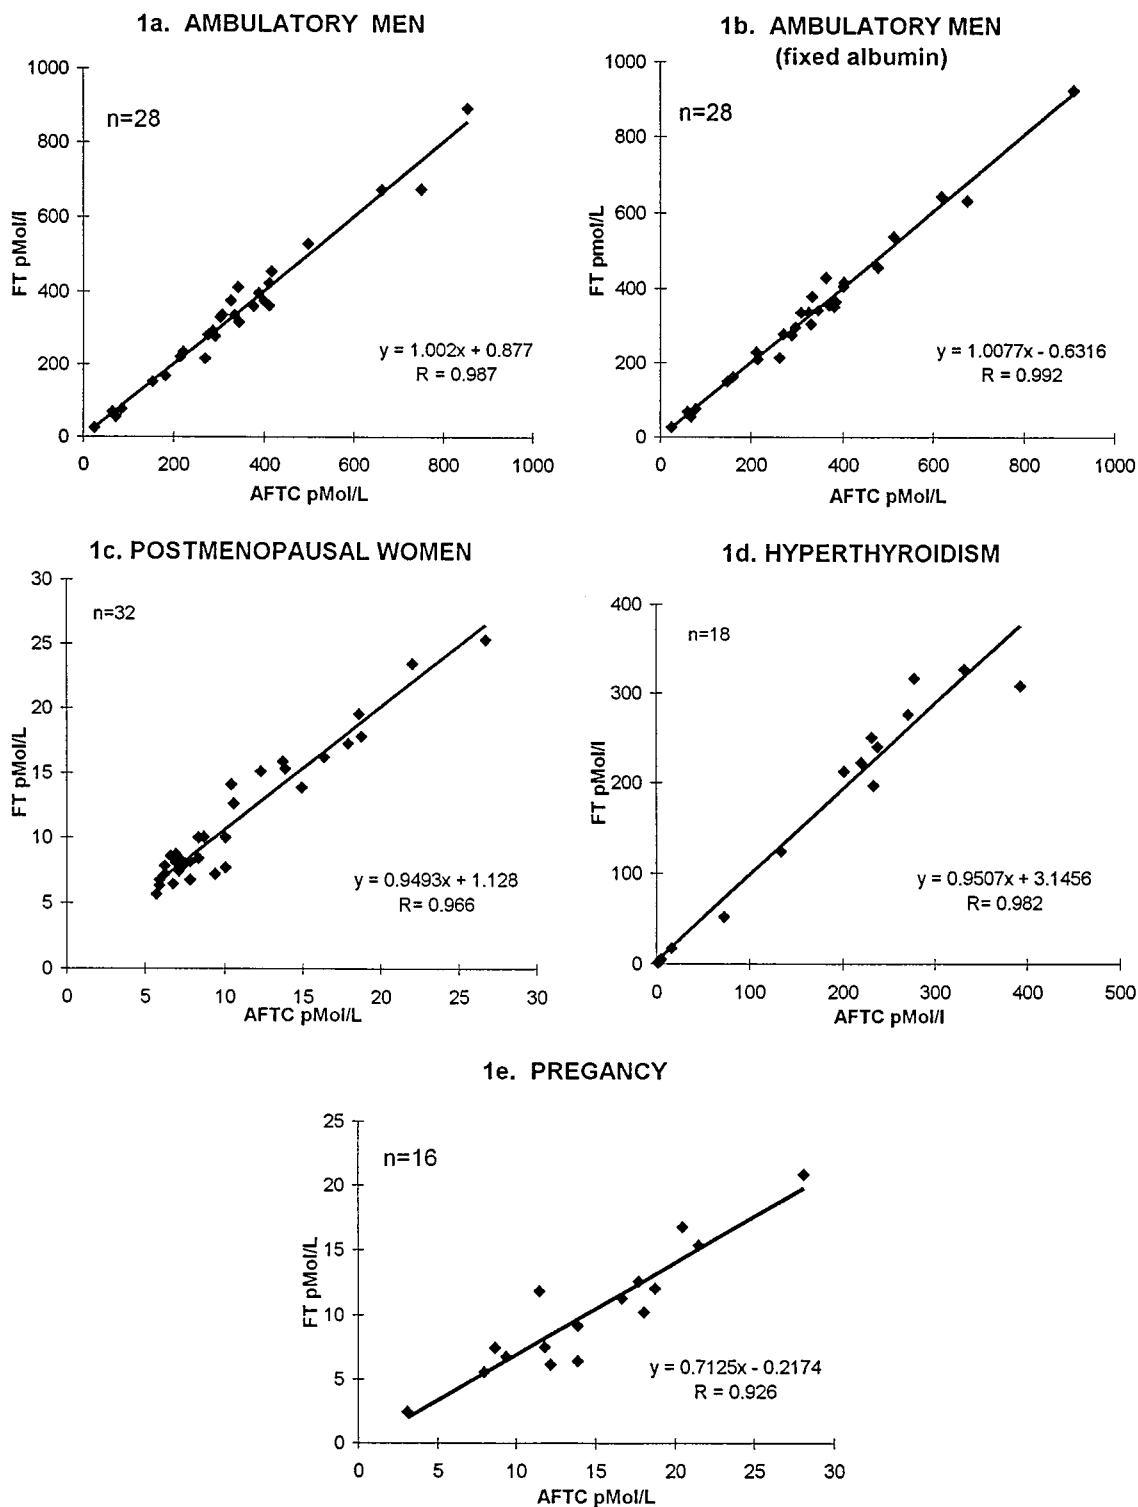 1a. AMBULATORY MEN
1000
800
600
400
200
0
n=28
FT pMol/l
y = 1.002x + 0.877
R = 0.987
0 200 400 600 800 1000
AFTC pMol/L
1b. AMBULATORY MEN
(fixed albumin)
1000
800
600
400
200
0
n=28
FT pmol/L
y = 1.0077x - 0.6316
R = 0.992
0 200 400 600 800 1000
AFTC pMol/L
1c. POSTMENOPAUSAL WOMEN
30
25
20
15
10
5
0
n=32
FT pMol/L
y = 0.9493x + 1.128
R= 0.966
0 5 10 15 20 25 30
AFTC pMol/L
1d. HYPERTHYROIDISM
400
300
200
100
0
n=18
FT pMol/l
y = 0.9507x + 3.1456
R= 0.982
0 100 200 300 400 500
AFTC pMol/l
1e. PREGANCY
25
20
15
10
5
0
n=16
FT pMol/L
y = 0.7125x - 0.2174
R = 0.926
0 5 10 15 20 25 30
AFTC pMol/L